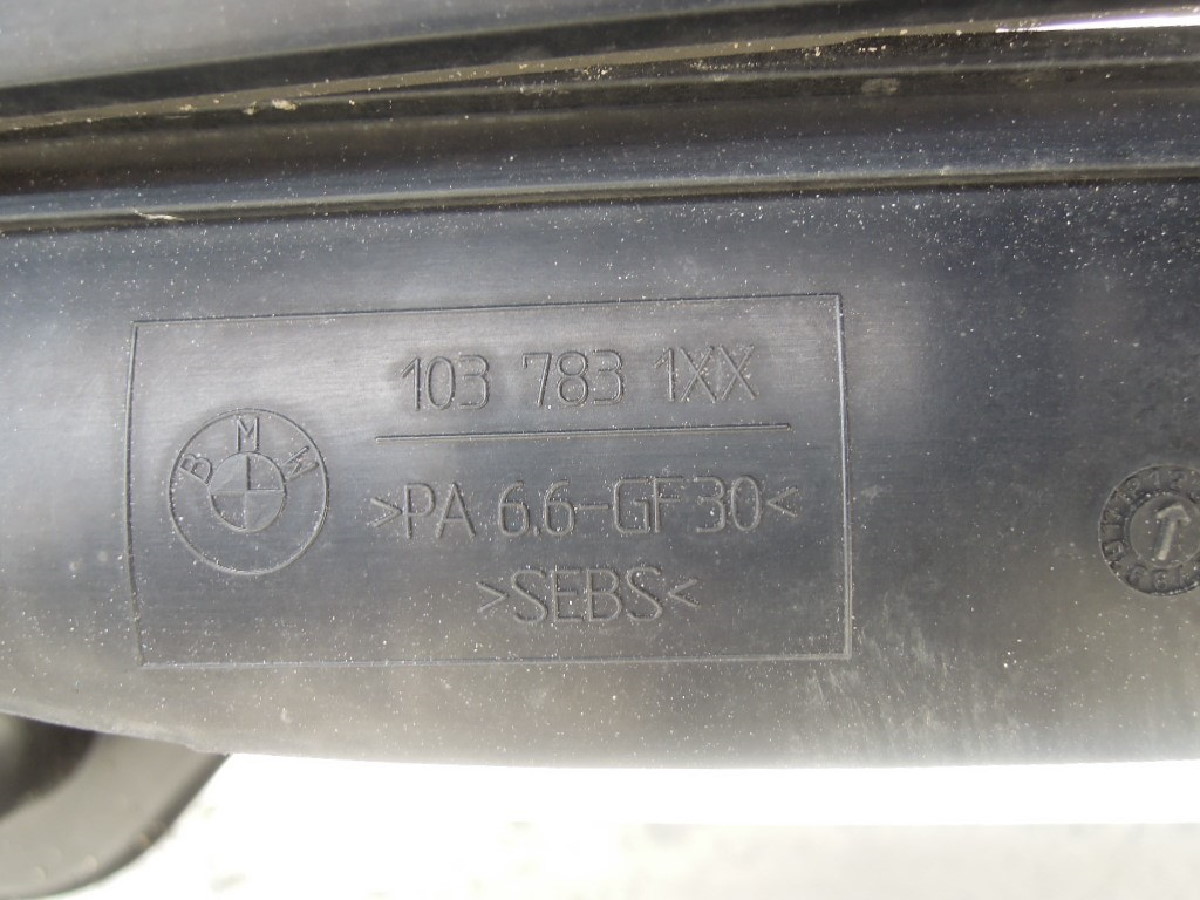 103 783 1XX
BMW
>PA 6.6-GF30<
>SEBS<